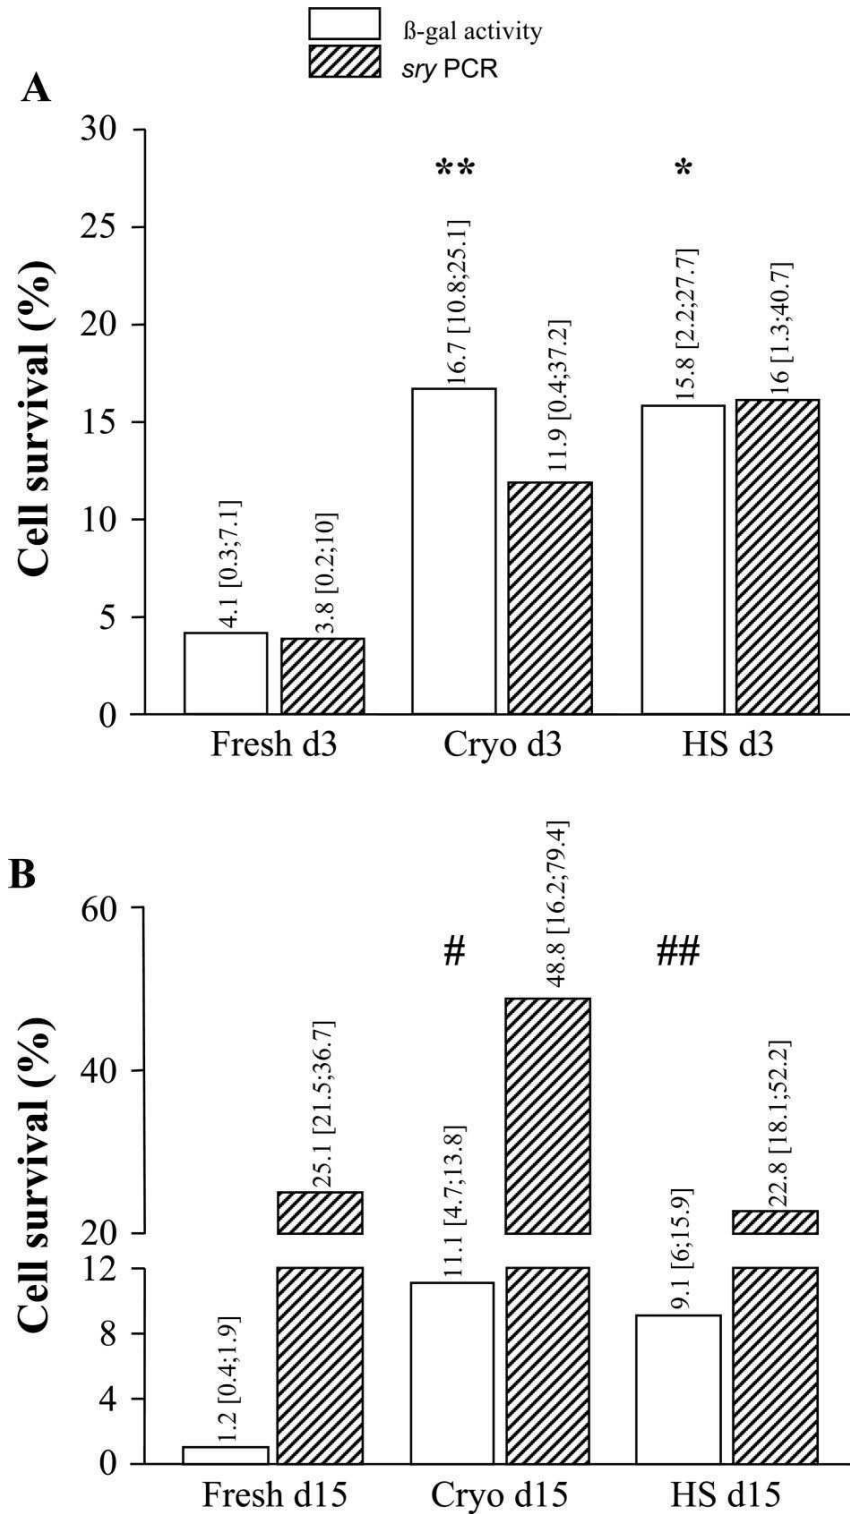 ß-gal activity
sry PCR
A
Cell survival (%)
30
25
20
15
10
5
0
**
*
4.1 [0.3;7.1]
3.8 [0.2;10]
16.7 [10.8;25.1]
11.9 [0.4;37.2]
15.8 [2.2;27.7]
16 [1.3;40.7]
Fresh d3
Cryo d3
HS d3
B
Cell survival (%)
60
40
20
12
8
4
0
#
##
1.2 [0.4;1.9]
25.1 [21.5;36.7]
11.1 [4.7;13.8]
48.8 [16.2;79.4]
9.1 [6;15.9]
22.8 [18.1;52.2]
Fresh d15
Cryo d15
HS d15